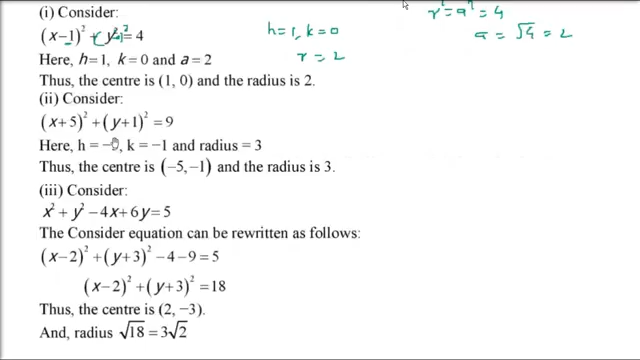 (i) Consider:
(x−1)² + y² = 4
h=1, k=0
r² = a² = 4
a = √4 = 2
r = 2
Here, h=1, k=0 and a=2
Thus, the centre is (1, 0) and the radius is 2.
(ii) Consider:
(x+5)² + (y+1)² = 9
Here, h = −, k = −1 and radius = 3
Thus, the centre is (−5, −1) and the radius is 3.
(iii) Consider:
x² + y² − 4x + 6y = 5
The Consider equation can be rewritten as follows:
(x−2)² + (y+3)² − 4 − 9 = 5
(x−2)² + (y+3)² = 18
Thus, the centre is (2, −3).
And, radius √18 = 3√2